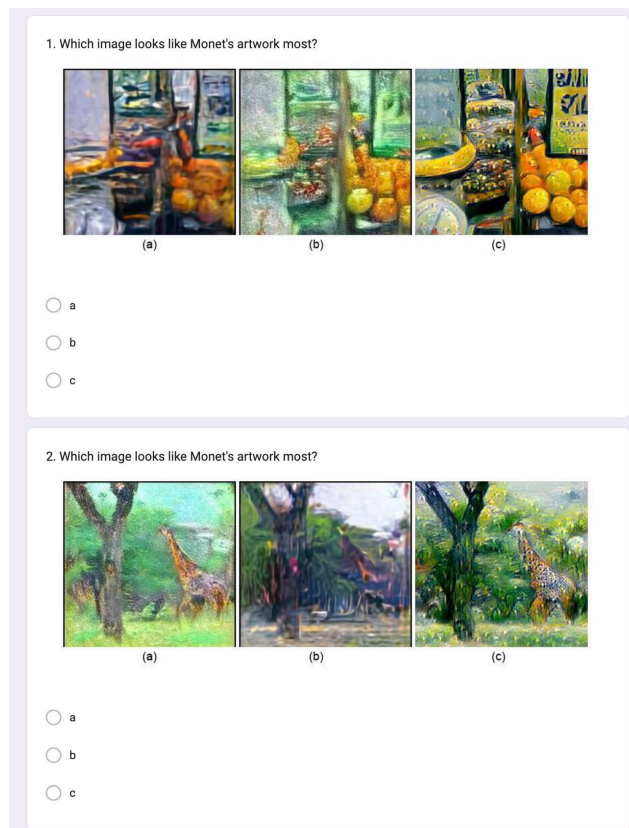 1. Which image looks like Monet's artwork most?
(a) (b) (c)
a
b
c
2. Which image looks like Monet's artwork most?
(a) (b) (c)
a
b
c